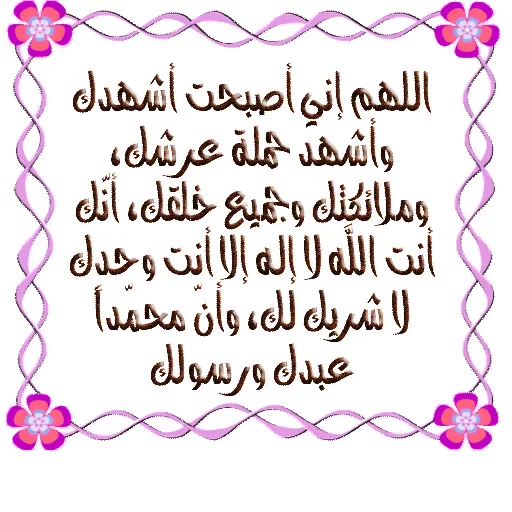 اللهم إني أصبحت أشهدك
وأشهد حملة عرشك،
وملائكتك وجميع خلقك، أنّك
أنت اللّه لا إله إلا أنت وحدك
لا شريك لك، وأنّ محمّداً
عبدك ورسولك